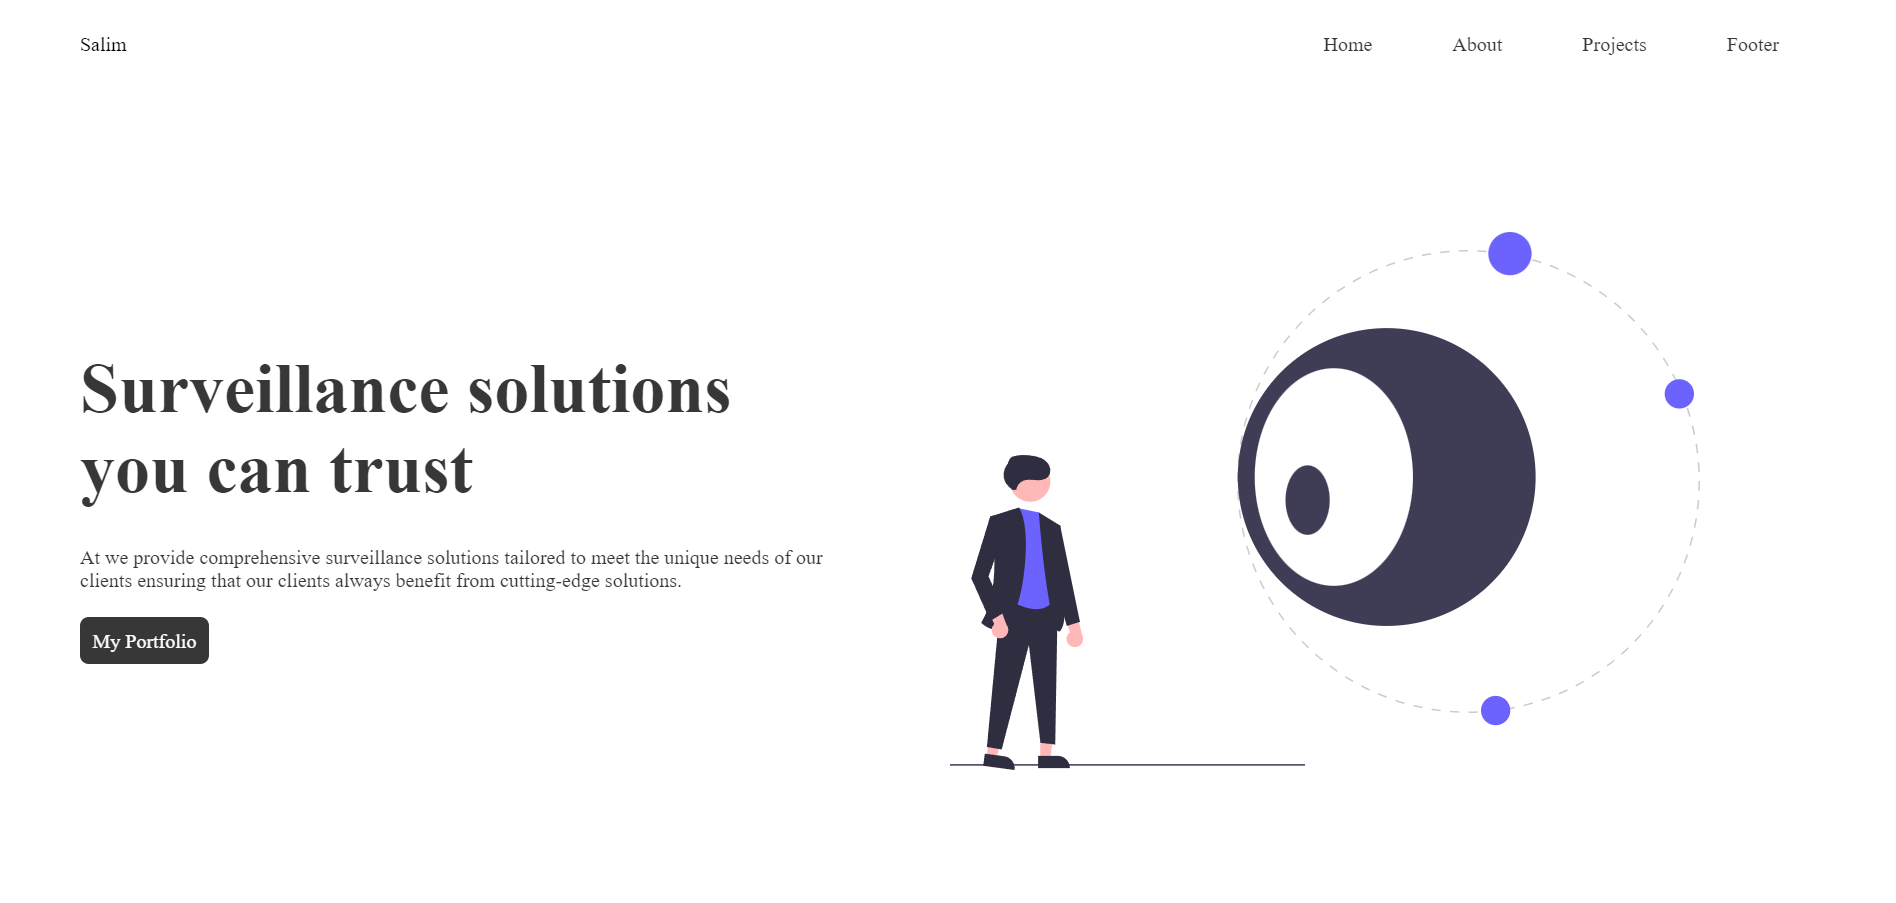 Salim
Home
About
Projects
Footer
Surveillance solutions
you can trust
At we provide comprehensive surveillance solutions tailored to meet the unique needs of our
clients ensuring that our clients always benefit from cutting-edge solutions.
My Portfolio